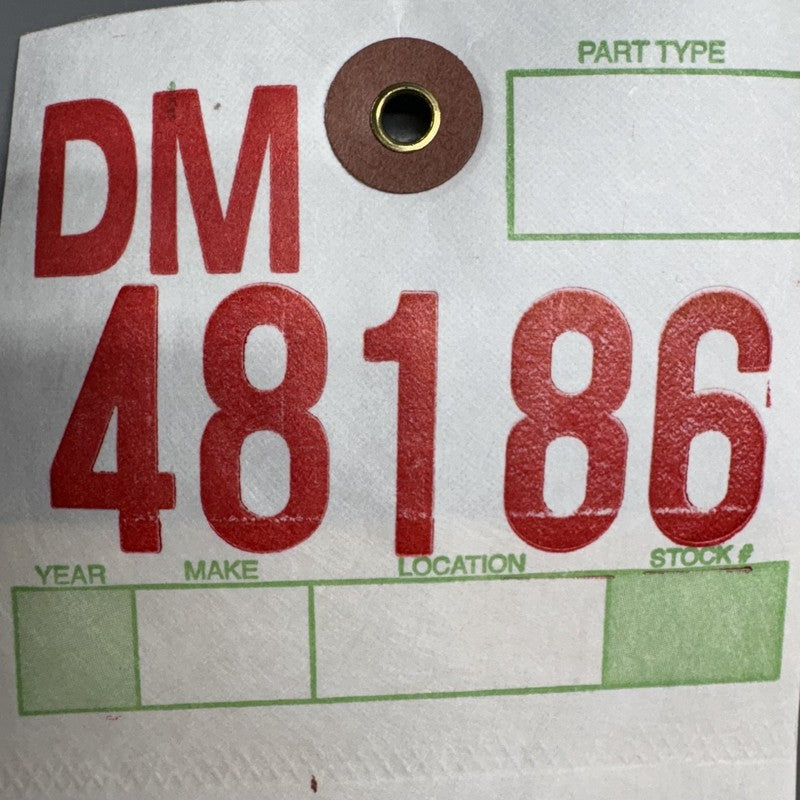 PART TYPE
DM
48186
YEAR MAKE LOCATION STOCK #